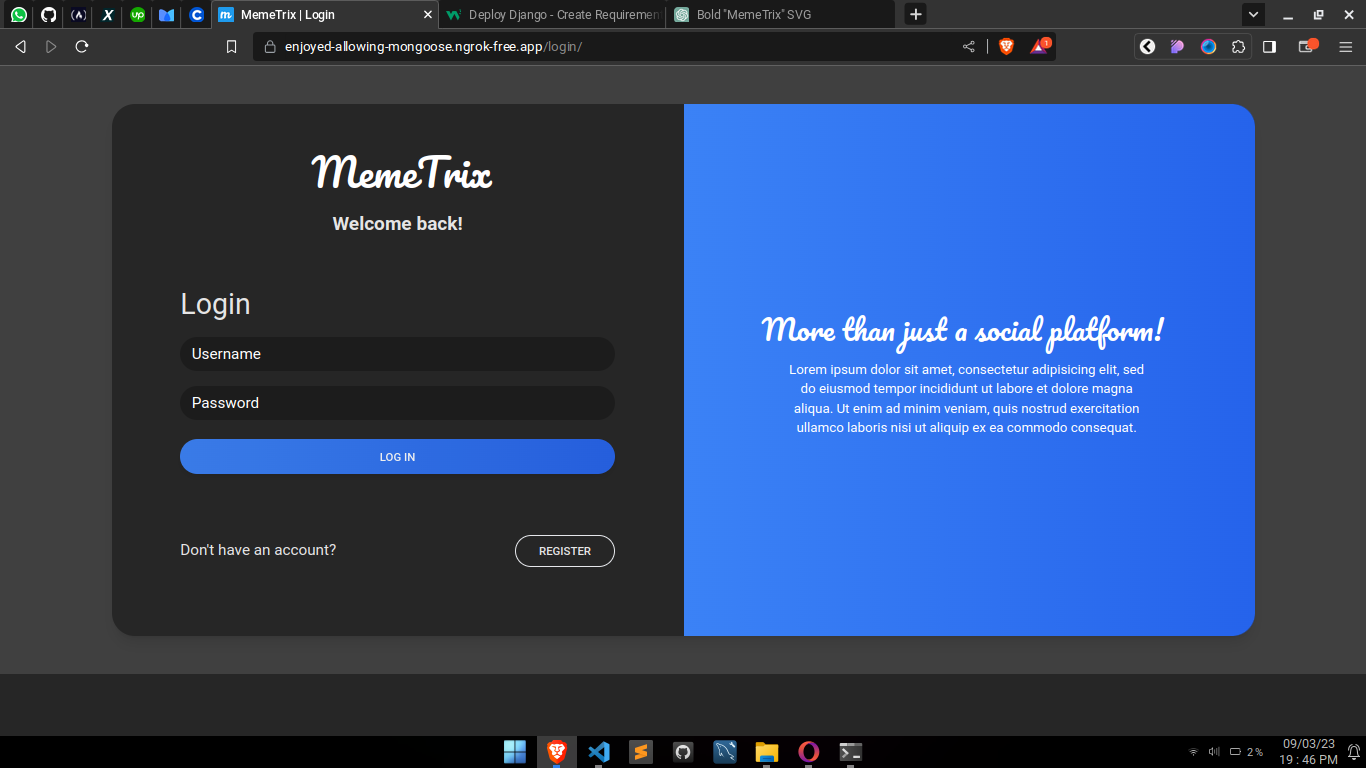 MemeTrix | Login
Deploy Django - Create Requiremen
Bold "MemeTrix" SVG
enjoyed-allowing-mongoose.ngrok-free.app/login/
1
MemeTrix
Welcome back!
Login
Username
Password
LOG IN
Don't have an account?
REGISTER
More than just a social platform!
Lorem ipsum dolor sit amet, consectetur adipisicing elit, sed
do eiusmod tempor incididunt ut labore et dolore magna
aliqua. Ut enim ad minim veniam, quis nostrud exercitation
ullamco laboris nisi ut aliquip ex ea commodo consequat.
2%
09/03/23
19 : 46 PM